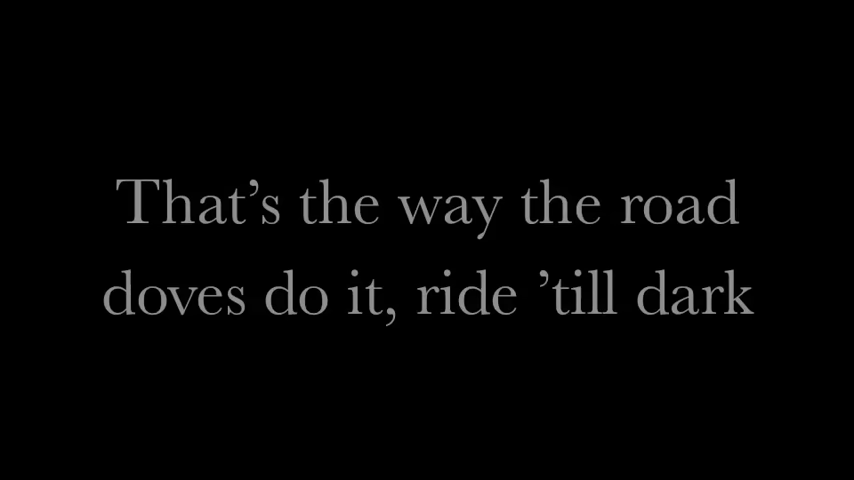 That’s the way the road
doves do it, ride ’till dark